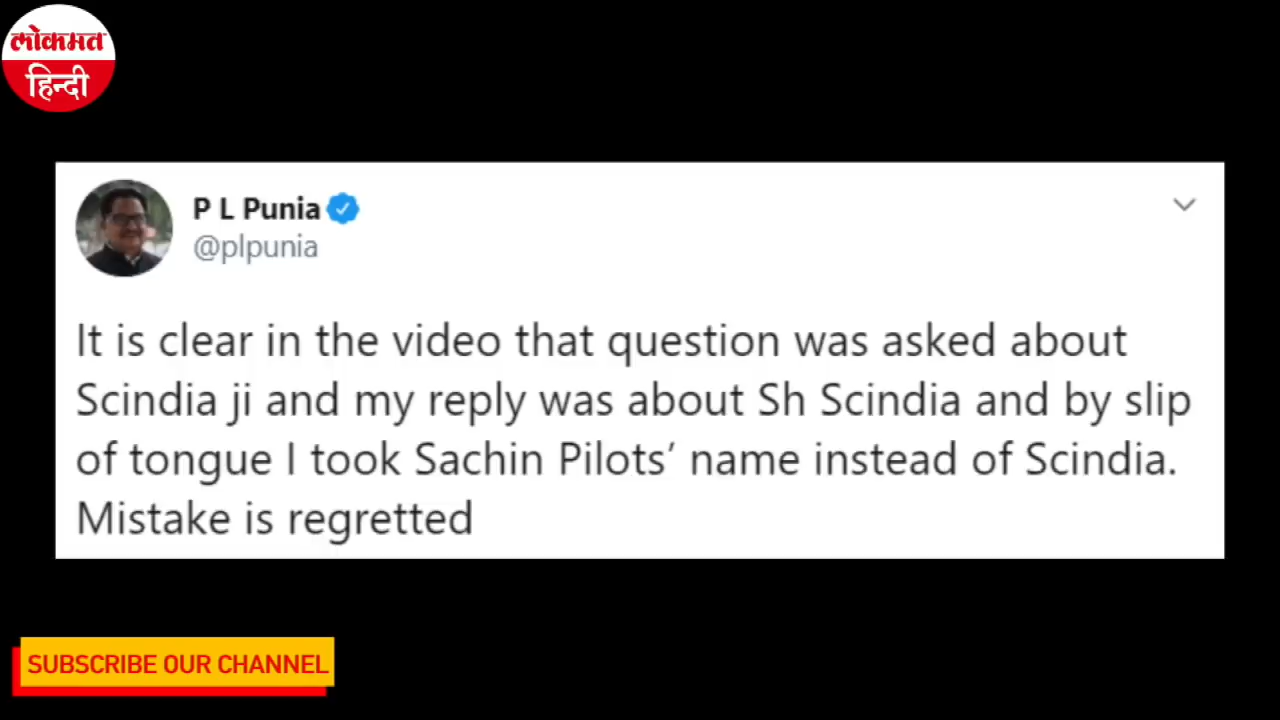 लोकमत
हिन्दी
P L Punia
@plpunia
It is clear in the video that question was asked about
Scindia ji and my reply was about Sh Scindia and by slip
of tongue I took Sachin Pilots’ name instead of Scindia.
Mistake is regretted
SUBSCRIBE OUR CHANNEL